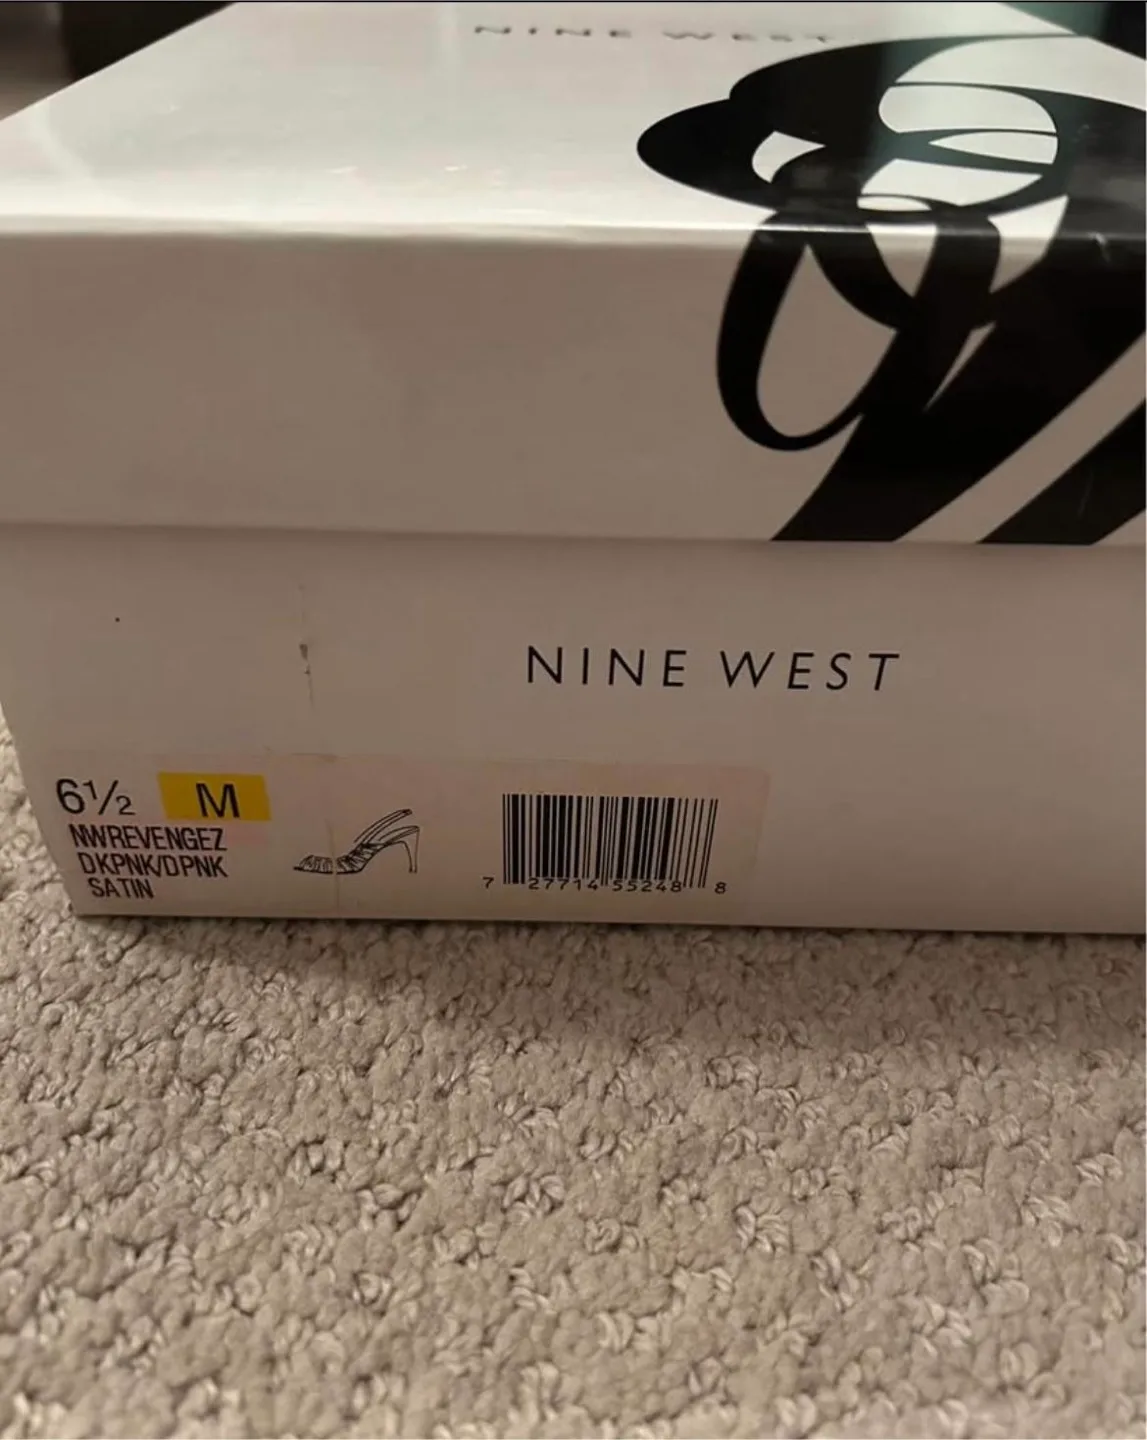 NINE WEST
NINE WEST
6½ M
NWREVENGEZ
DKPNK/DPNK
SATIN
7 27714 55248 8